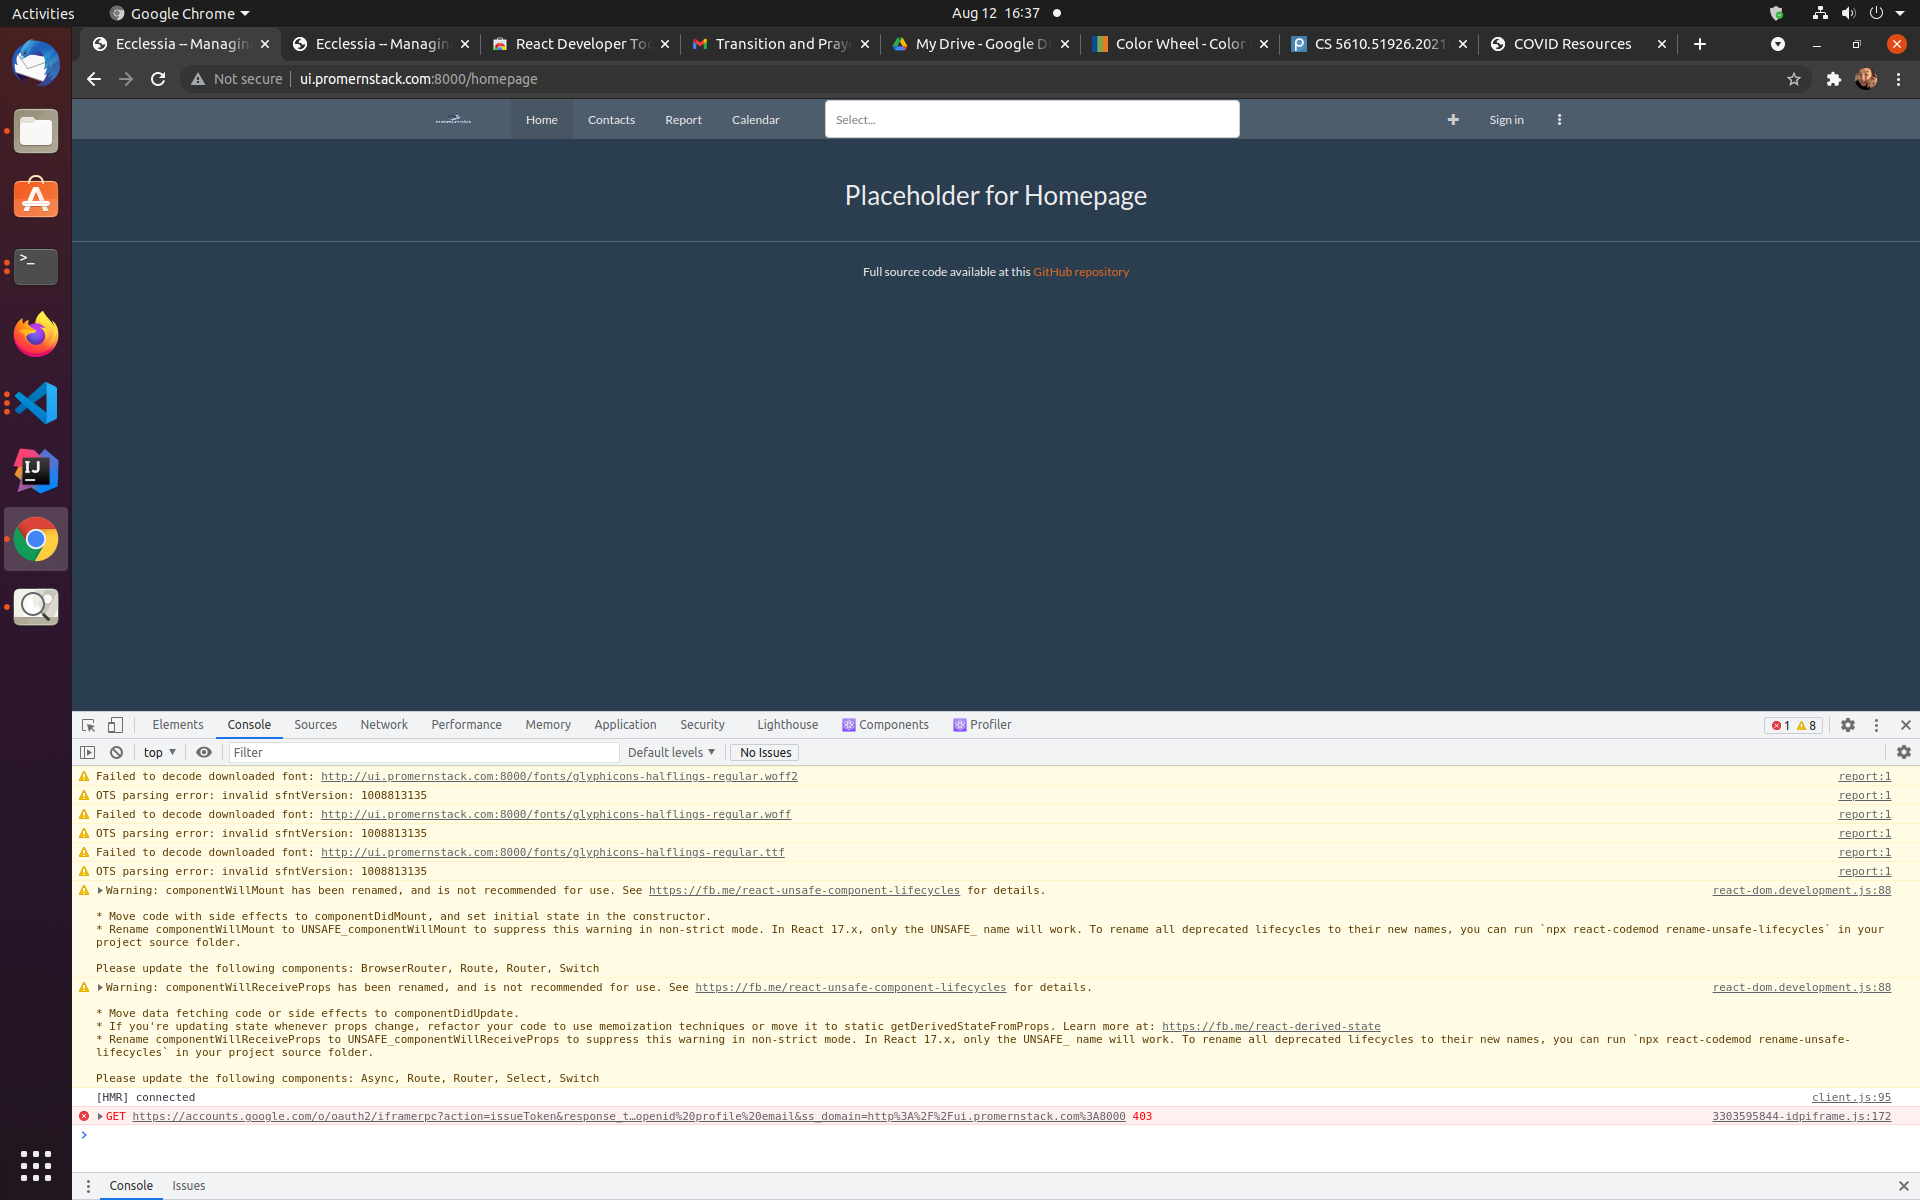 Activities
Google Chrome
Aug 12 16:37
Ecclessia -- Managin
Ecclessia -- Managin
React Developer Too
Transition and Praye
My Drive - Google Dr
Color Wheel - Color
CS 5610.51926.2021
COVID Resources
Not secure
ui.promernstack.com:8000/homepage
Home
Contacts
Report
Calendar
Select...
Sign in
Placeholder for Homepage
Full source code available at this GitHub repository
Elements
Console
Sources
Network
Performance
Memory
Application
Security
Lighthouse
Components
Profiler
1
8
top
Filter
Default levels
No Issues
Failed to decode downloaded font: http://ui.promernstack.com:8000/fonts/glyphicons-halflings-regular.woff2 report:1
OTS parsing error: invalid sfntVersion: 1008813135 report:1
Failed to decode downloaded font: http://ui.promernstack.com:8000/fonts/glyphicons-halflings-regular.woff report:1
OTS parsing error: invalid sfntVersion: 1008813135 report:1
Failed to decode downloaded font: http://ui.promernstack.com:8000/fonts/glyphicons-halflings-regular.ttf report:1
OTS parsing error: invalid sfntVersion: 1008813135 report:1
Warning: componentWillMount has been renamed, and is not recommended for use. See https://fb.me/react-unsafe-component-lifecycles for details. react-dom.development.js:88
* Move code with side effects to componentDidMount, and set initial state in the constructor.
* Rename componentWillMount to UNSAFE_componentWillMount to suppress this warning in non-strict mode. In React 17.x, only the UNSAFE_ name will work. To rename all deprecated lifecycles to their new names, you can run `npx react-codemod rename-unsafe-lifecycles` in your
project source folder.
Please update the following components: BrowserRouter, Route, Router, Switch
Warning: componentWillReceiveProps has been renamed, and is not recommended for use. See https://fb.me/react-unsafe-component-lifecycles for details. react-dom.development.js:88
* Move data fetching code or side effects to componentDidUpdate.
* If you're updating state whenever props change, refactor your code to use memoization techniques or move it to static getDerivedStateFromProps. Learn more at: https://fb.me/react-derived-state
* Rename componentWillReceiveProps to UNSAFE_componentWillReceiveProps to suppress this warning in non-strict mode. In React 17.x, only the UNSAFE_ name will work. To rename all deprecated lifecycles to their new names, you can run `npx react-codemod rename-unsafe-
lifecycles` in your project source folder.
Please update the following components: Async, Route, Router, Select, Switch
[HMR] connected client.js:95
GET https://accounts.google.com/o/oauth2/iframerpc?action=issueToken&response_t…openid%20profile%20email&ss_domain=http%3A%2F%2Fui.promernstack.com%3A8000 403 3303595844-idpiframe.js:172
Console
Issues